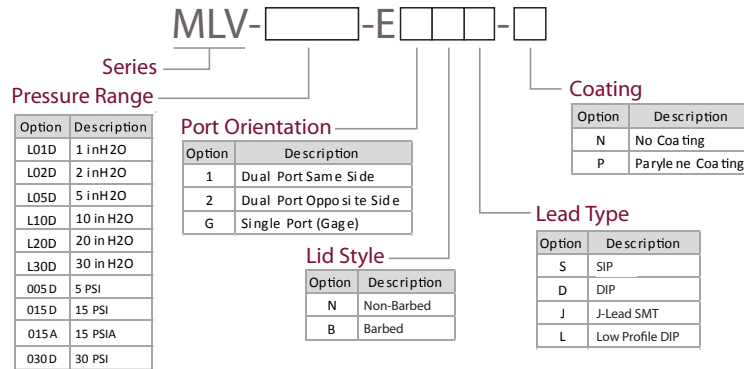 MLV- -E -
Series
Pressure Range
Option Description
L01D 1 inH2O
L02D 2 inH2O
L05D 5 inH2O
L10D 10 in H2O
L20D 20 in H2O
L30D 30 in H2O
005D 5 PSI
015D 15 PSI
015A 15 PSIA
030D 30 PSI
Port Orientation
Option Description
1 Dual Port Same Side
2 Dual Port Opposite Side
G Single Port (Gage)
Lid Style
Option Description
N Non-Barbed
B Barbed
Coating
Option Description
N No Coating
P Parylene Coating
Lead Type
Option Description
S SIP
D DIP
J J-Lead SMT
L Low Profile DIP